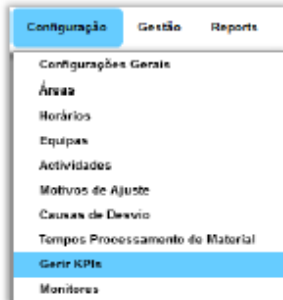 Configuração Gestão Reports
Configurações Gerais
Áreas
Horários
Equipas
Actividades
Motivos de Ajuste
Causas de Desvio
Tempos Processamento de Material
Gerir KPIs
Monitores